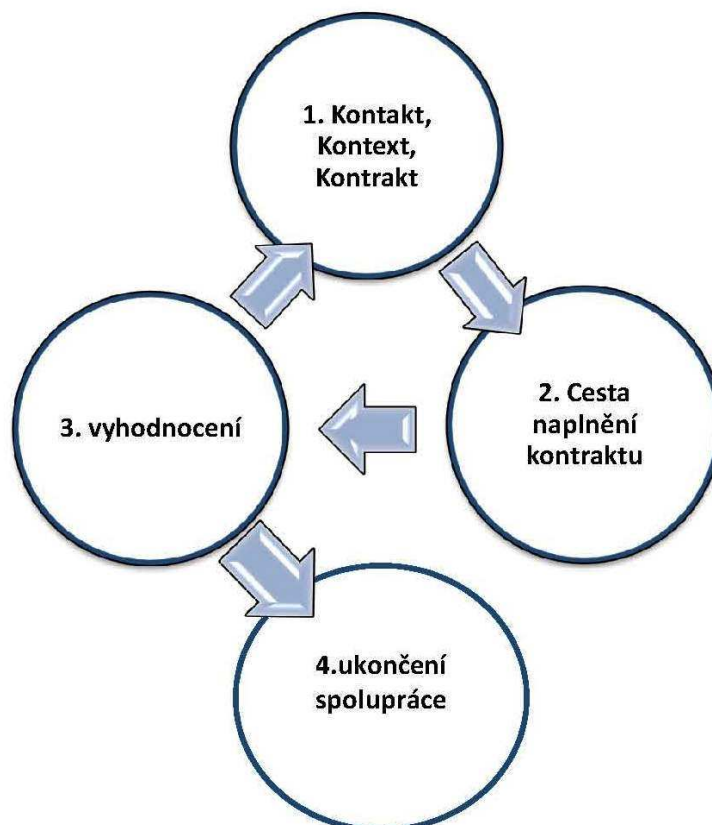 1. Kontakt,
Kontext,
Kontrakt
2. Cesta
naplnění
kontraktu
3. vyhodnocení
4.ukončení
spolupráce